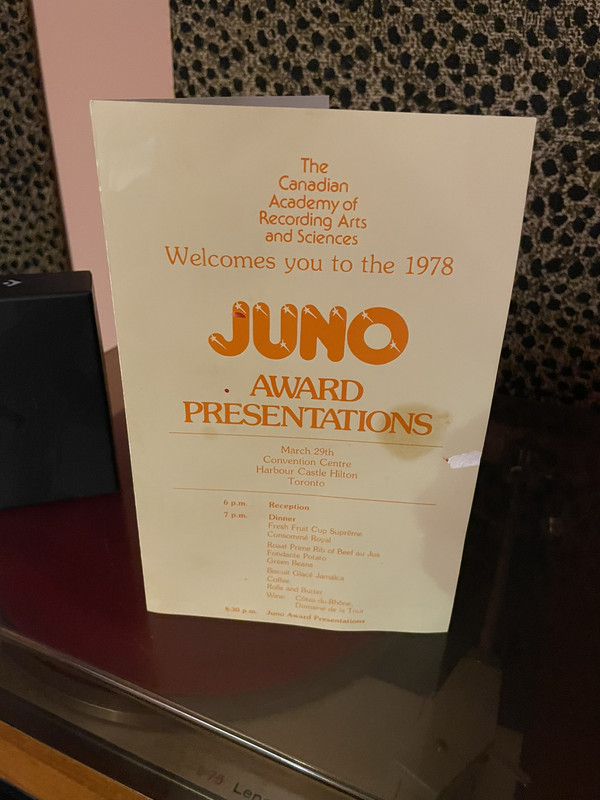 The
Canadian
Academy of
Recording Arts
and Sciences
Welcomes you to the 1978
JUNO
AWARD
PRESENTATIONS
March 29th
Convention Centre
Harbour Castle Hilton
Toronto
6 p.m. Reception
7 p.m. Dinner
Fresh Fruit Cup Suprême
Consommé Royal
Roast Prime Rib of Beef au Jus
Fondante Potato
Green Beans
Biscuit Glacé Jamaica
Coffee
Rolls and Butter
Wine Côtes-du-Rhône
Domaine de la Tour
8:30 p.m. Juno Award Presentations